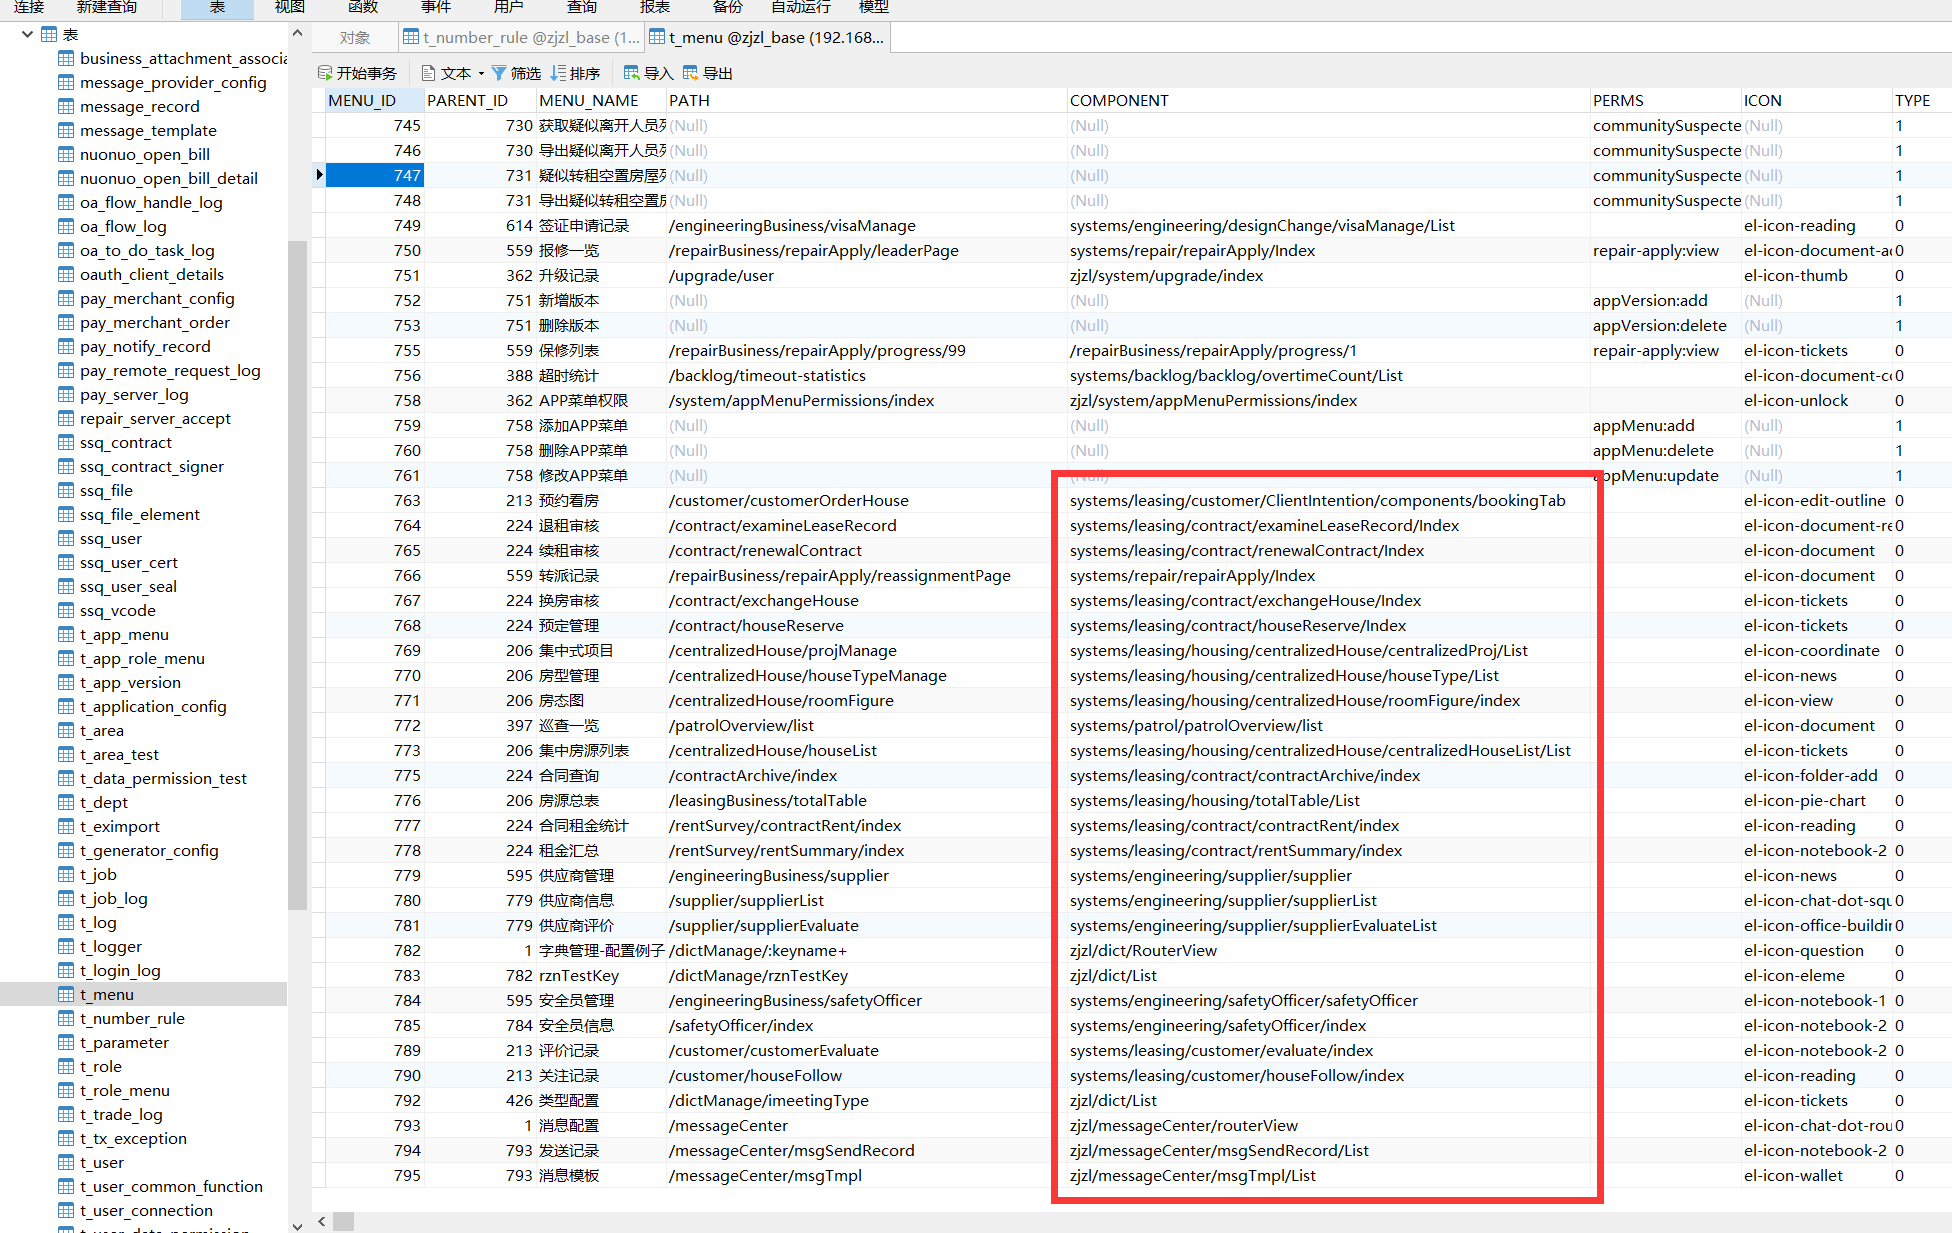 连接 新建查询 表 视图 函数 事件 用户 查询 报表 备份 自动运行 模型
表
business_attachment_associa
message_provider_config
message_record
message_template
nuonuo_open_bill
nuonuo_open_bill_detail
oa_flow_handle_log
oa_flow_log
oa_to_do_task_log
oauth_client_details
pay_merchant_config
pay_merchant_order
pay_notify_record
pay_remote_request_log
pay_server_log
repair_server_accept
ssq_contract
ssq_contract_signer
ssq_file
ssq_file_element
ssq_user
ssq_user_cert
ssq_user_seal
ssq_vcode
t_app_menu
t_app_role_menu
t_app_version
t_application_config
t_area
t_area_test
t_data_permission_test
t_dept
t_eximport
t_generator_config
t_job
t_job_log
t_log
t_logger
t_login_log
t_menu
t_number_rule
t_parameter
t_role
t_role_menu
t_trade_log
t_tx_exception
t_user
t_user_common_function
t_user_connection
对象 t_number_rule @zjzl_base (1... t_menu @zjzl_base (192.168...
开始事务 文本 筛选 排序 导入 导出
MENU_ID PARENT_ID MENU_NAME PATH COMPONENT PERMS ICON TYPE
745 730 获取疑似离开人员列 (Null) (Null) communitySuspecte (Null) 1
746 730 导出疑似离开人员列 (Null) (Null) communitySuspecte (Null) 1
747 731 疑似转租空置房屋列 (Null) (Null) communitySuspecte (Null) 1
748 731 导出疑似转租空置房 (Null) (Null) communitySuspecte (Null) 1
749 614 签证申请记录 /engineeringBusiness/visaManage systems/engineering/designChange/visaManage/List el-icon-reading 0
750 559 报修一览 /repairBusiness/repairApply/leaderPage systems/repair/repairApply/Index repair-apply:view el-icon-document-ad 0
751 362 升级记录 /upgrade/user zjzl/system/upgrade/index el-icon-thumb 0
752 751 新增版本 (Null) (Null) appVersion:add (Null) 1
753 751 删除版本 (Null) (Null) appVersion:delete (Null) 1
755 559 保修列表 /repairBusiness/repairApply/progress/99 /repairBusiness/repairApply/progress/1 repair-apply:view el-icon-tickets 0
756 388 超时统计 /backlog/timeout-statistics systems/backlog/backlog/overtimeCount/List el-icon-document-co 0
758 362 APP菜单权限 /system/appMenuPermissions/index zjzl/system/appMenuPermissions/index el-icon-unlock 0
759 758 添加APP菜单 (Null) (Null) appMenu:add (Null) 1
760 758 删除APP菜单 (Null) (Null) appMenu:delete (Null) 1
761 758 修改APP菜单 (Null) (Null) appMenu:update (Null) 1
763 213 预约看房 /customer/customerOrderHouse systems/leasing/customer/ClientIntention/components/bookingTab el-icon-edit-outline 0
764 224 退租审核 /contract/examineLeaseRecord systems/leasing/contract/examineLeaseRecord/Index el-icon-document-re 0
765 224 续租审核 /contract/renewalContract systems/leasing/contract/renewalContract/Index el-icon-document 0
766 559 转派记录 /repairBusiness/repairApply/reassignmentPage systems/repair/repairApply/Index el-icon-document 0
767 224 换房审核 /contract/exchangeHouse systems/leasing/contract/exchangeHouse/Index el-icon-tickets 0
768 224 预定管理 /contract/houseReserve systems/leasing/contract/houseReserve/Index el-icon-tickets 0
769 206 集中式项目 /centralizedHouse/projManage systems/leasing/housing/centralizedHouse/centralizedProj/List el-icon-coordinate 0
770 206 房型管理 /centralizedHouse/houseTypeManage systems/leasing/housing/centralizedHouse/houseType/List el-icon-news 0
771 206 房态图 /centralizedHouse/roomFigure systems/leasing/housing/centralizedHouse/roomFigure/index el-icon-view 0
772 397 巡查一览 /patrolOverview/list systems/patrol/patrolOverview/list el-icon-document 0
773 206 集中房源列表 /centralizedHouse/houseList systems/leasing/housing/centralizedHouse/centralizedHouseList/List el-icon-tickets 0
775 224 合同查询 /contractArchive/index systems/leasing/contract/contractArchive/index el-icon-folder-add 0
776 206 房源总表 /leasingBusiness/totalTable systems/leasing/housing/totalTable/List el-icon-pie-chart 0
777 224 合同租金统计 /rentSurvey/contractRent/index systems/leasing/contract/contractRent/index el-icon-reading 0
778 224 租金汇总 /rentSurvey/rentSummary/index systems/leasing/contract/rentSummary/index el-icon-notebook-2 0
779 595 供应商管理 /engineeringBusiness/supplier systems/engineering/supplier/supplier el-icon-news 0
780 779 供应商信息 /supplier/supplierList systems/engineering/supplier/supplierList el-icon-chat-dot-squ 0
781 779 供应商评价 /supplier/supplierEvaluate systems/engineering/supplier/supplierEvaluateList el-icon-office-buildin 0
782 1 字典管理-配置例子 /dictManage/:keyname+ zjzl/dict/RouterView el-icon-question 0
783 782 rznTestKey /dictManage/rznTestKey zjzl/dict/List el-icon-eleme 0
784 595 安全员管理 /engineeringBusiness/safetyOfficer systems/engineering/safetyOfficer/safetyOfficer el-icon-notebook-1 0
785 784 安全员信息 /safetyOfficer/index systems/engineering/safetyOfficer/index el-icon-notebook-2 0
789 213 评价记录 /customer/customerEvaluate systems/leasing/customer/evaluate/index el-icon-notebook-2 0
790 213 关注记录 /customer/houseFollow systems/leasing/customer/houseFollow/index el-icon-reading 0
792 426 类型配置 /dictManage/imeetingType zjzl/dict/List el-icon-tickets 0
793 1 消息配置 /messageCenter zjzl/messageCenter/routerView el-icon-chat-dot-rou 0
794 793 发送记录 /messageCenter/msgSendRecord zjzl/messageCenter/msgSendRecord/List el-icon-notebook-2 0
795 793 消息模板 /messageCenter/msgTmpl zjzl/messageCenter/msgTmpl/List el-icon-wallet 0